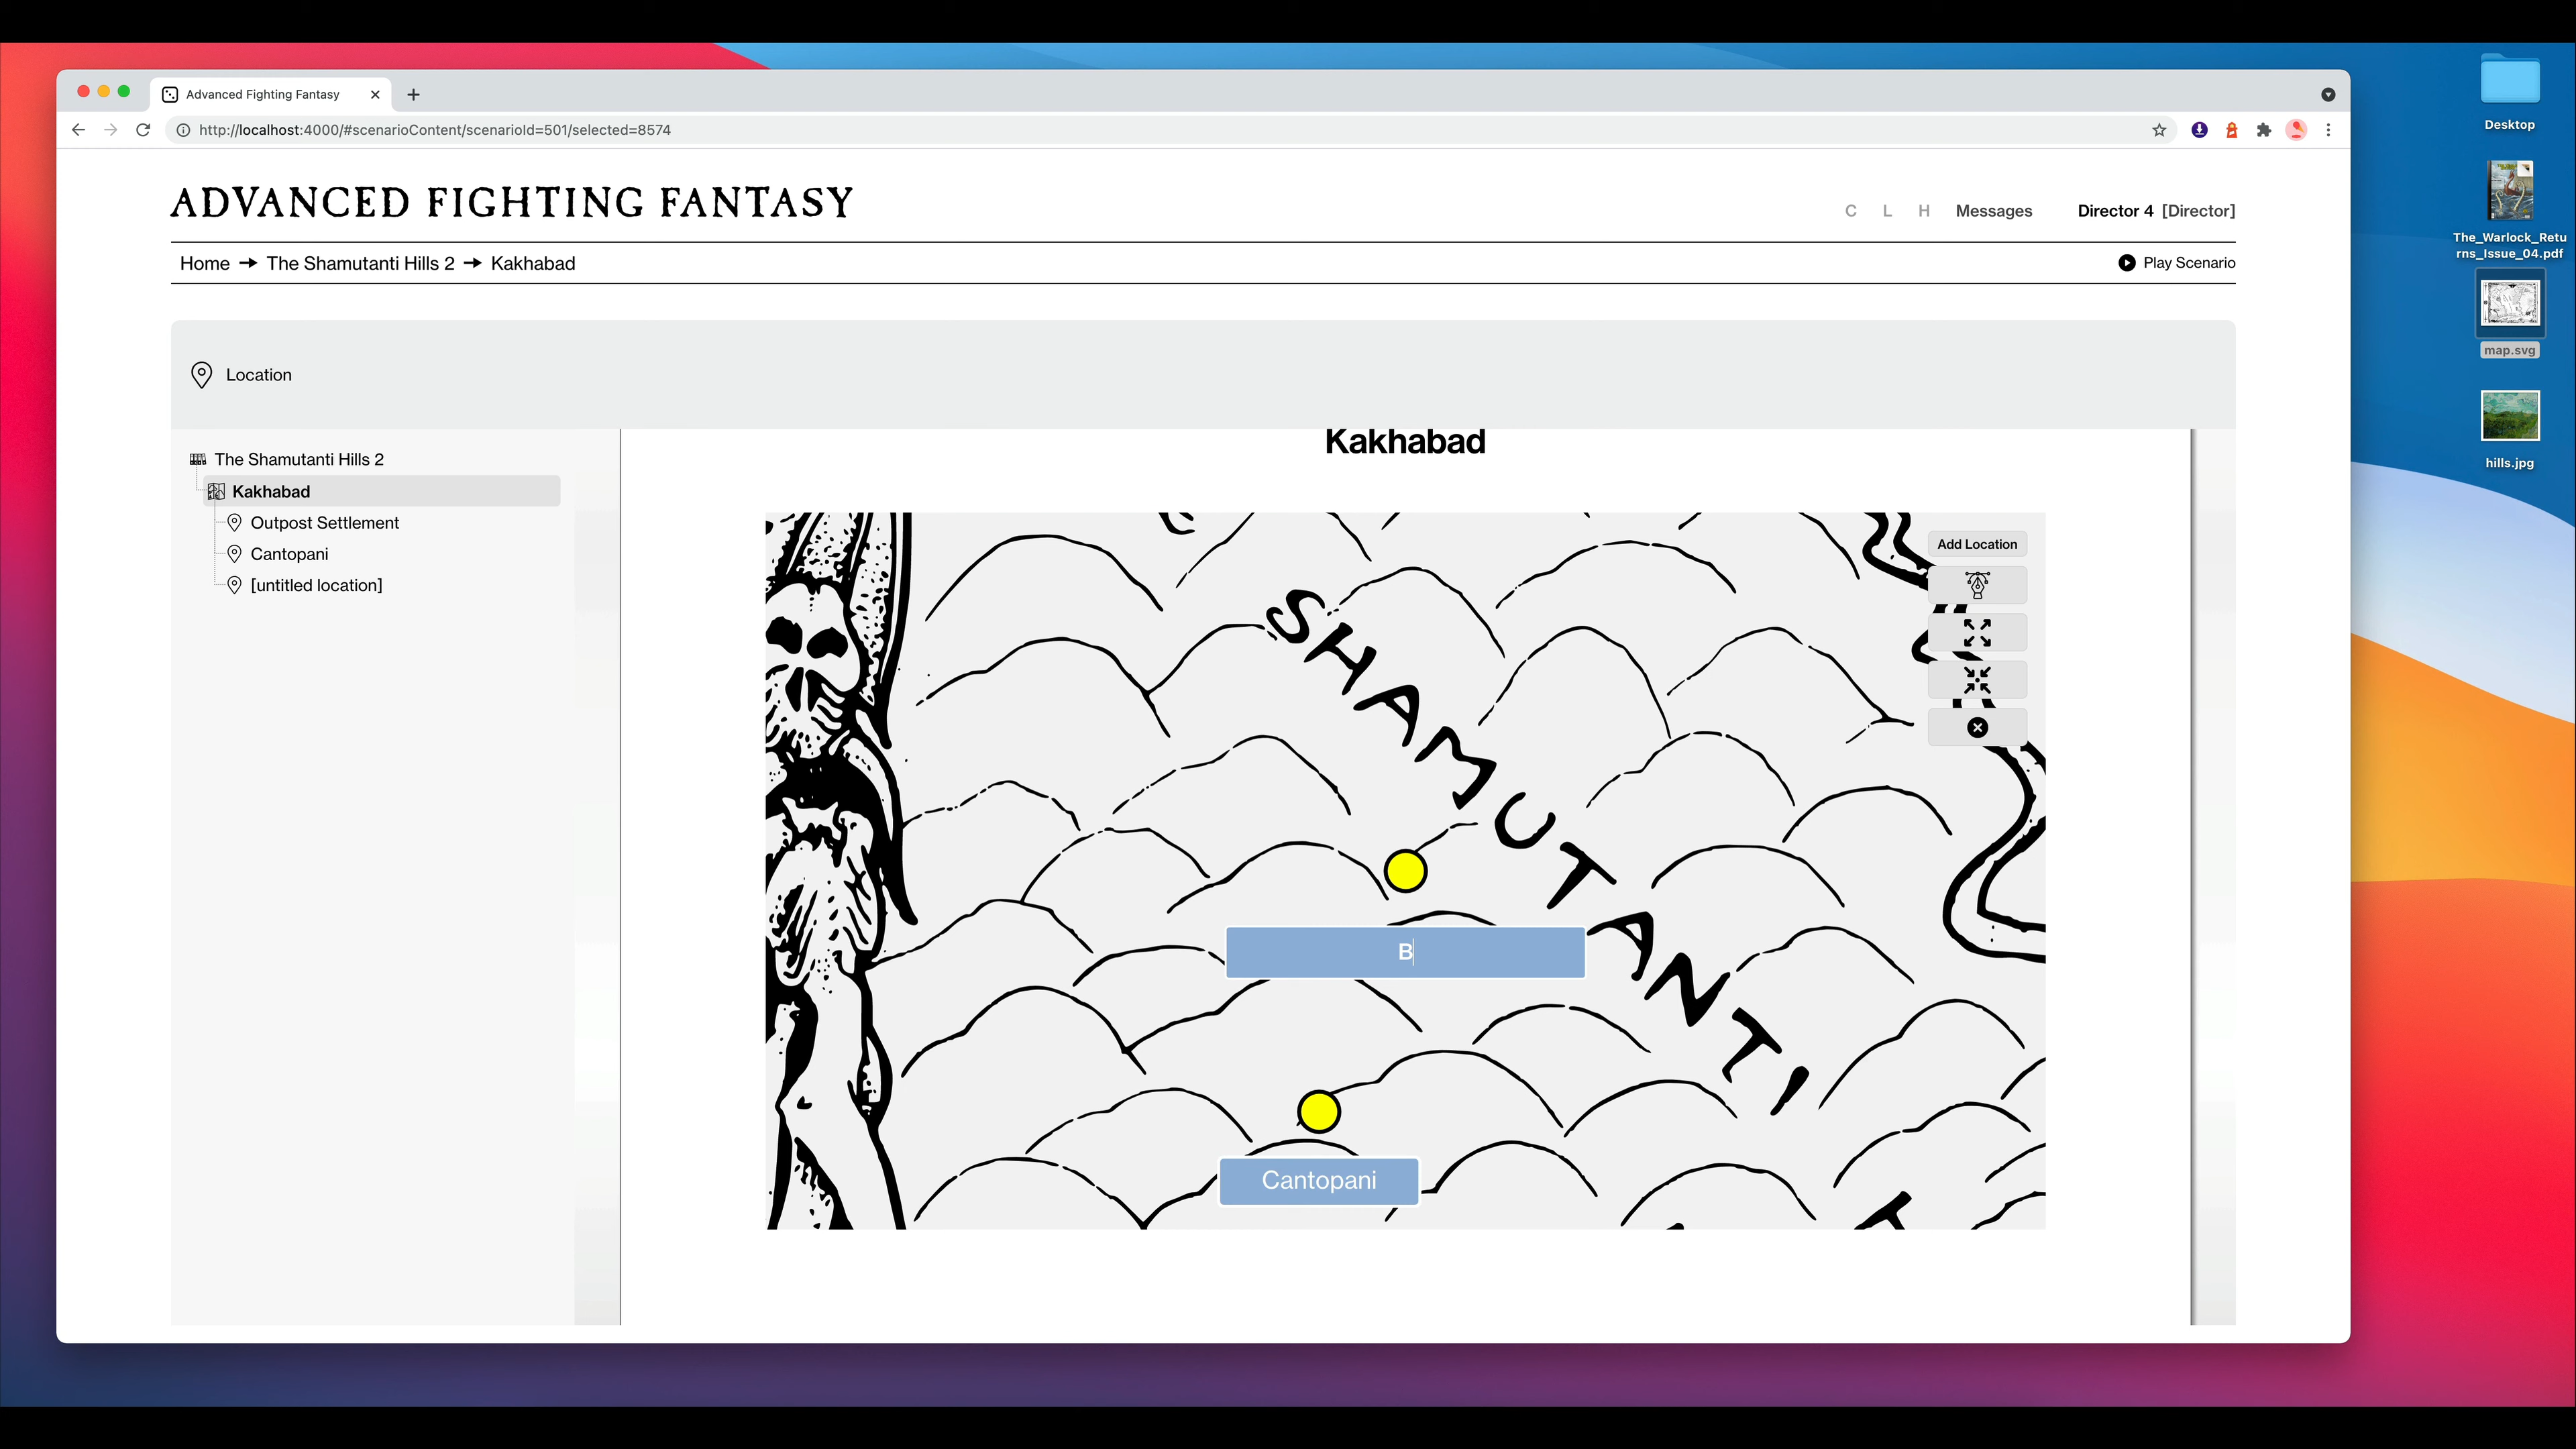 Advanced Fighting Fantasy
http://localhost:4000/#scenarioContent/scenarioId=501/selected=8574
ADVANCED FIGHTING FANTASY
C L H Messages Director 4 [Director]
Home → The Shamutanti Hills 2 → Kakhabad
Play Scenario
Location
The Shamutanti Hills 2
Kakhabad
Outpost Settlement
Cantopani
[untitled location]
Kakhabad
Add Location
SHAMUTANTI
B
Cantopani
Desktop
The_Warlock_Retu
rns_Issue_04.pdf
map.svg
hills.jpg